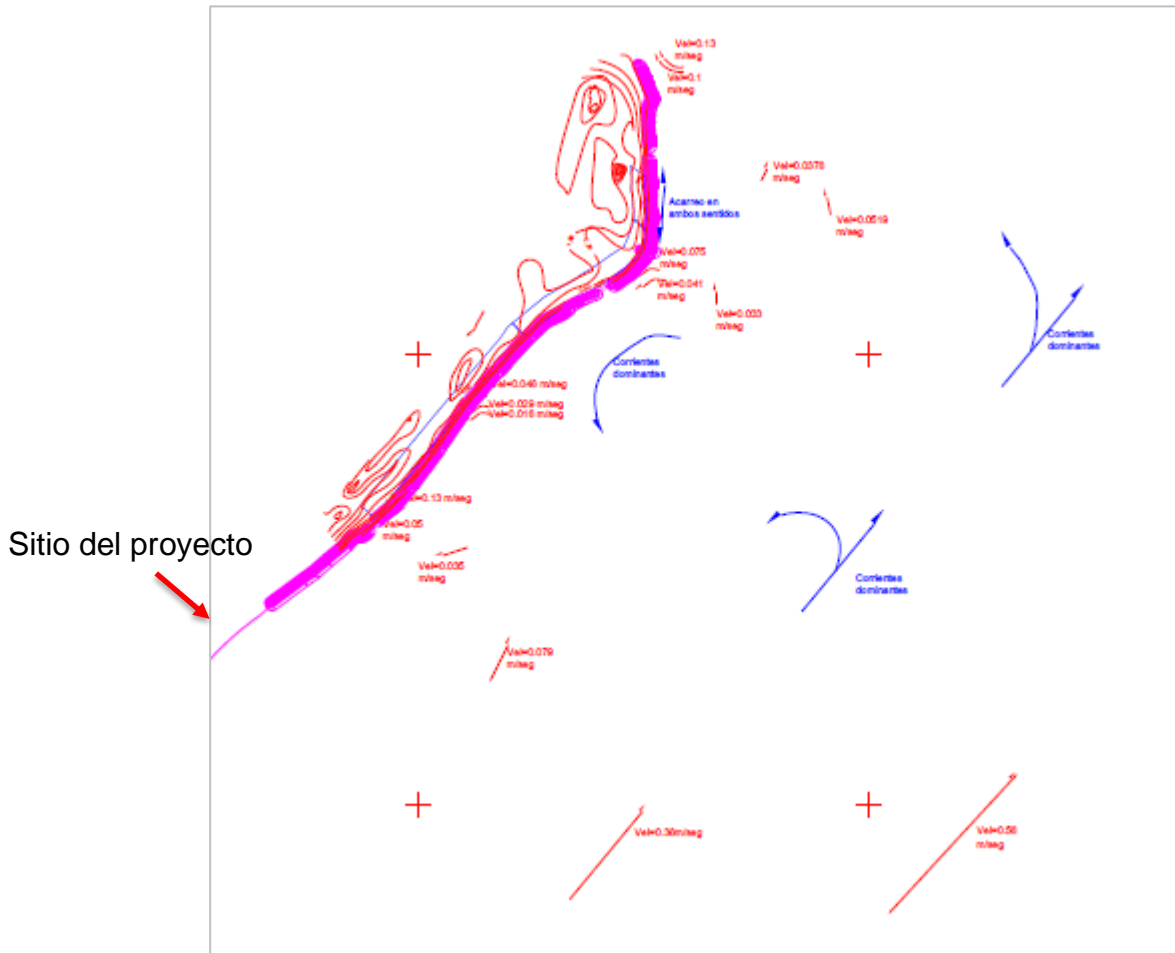 Vel=0.13
m/seg
Vel=0.1
m/seg
Vel=0.0378
m/seg
Acarreo en
ambos sentidos
Vel=0.0519
m/seg
Vel=0.075
m/seg
Vel=0.041
m/seg
Vel=0.033
m/seg
Corrientes
dominantes
Corrientes
dominantes
Vel=0.046 m/seg
Vel=0.029 m/seg
Vel=0.016 m/seg
Vel=0.13 m/seg
Vel=0.05
m/seg
Sitio del proyecto
Vel=0.035
m/seg
Corrientes
dominantes
Vel=0.079
m/seg
Vel=0.36m/seg
Vel=0.58
m/seg